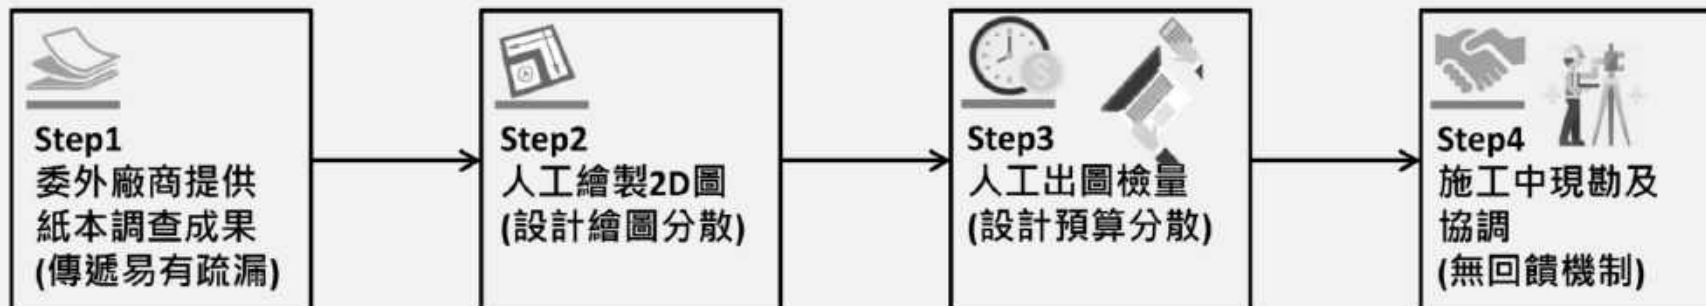 Step1
委外廠商提供
紙本調查成果
(傳遞易有疏漏)
Step2
人工繪製2D圖
(設計繪圖分散)
Step3
人工出圖檢量
(設計預算分散)
Step4
施工中現勘及
協調
(無回饋機制)